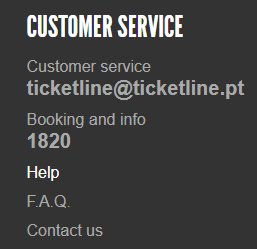 CUSTOMER SERVICE
Customer service
ticketline@ticketline.pt
Booking and info
1820
Help
F.A.Q.
Contact us